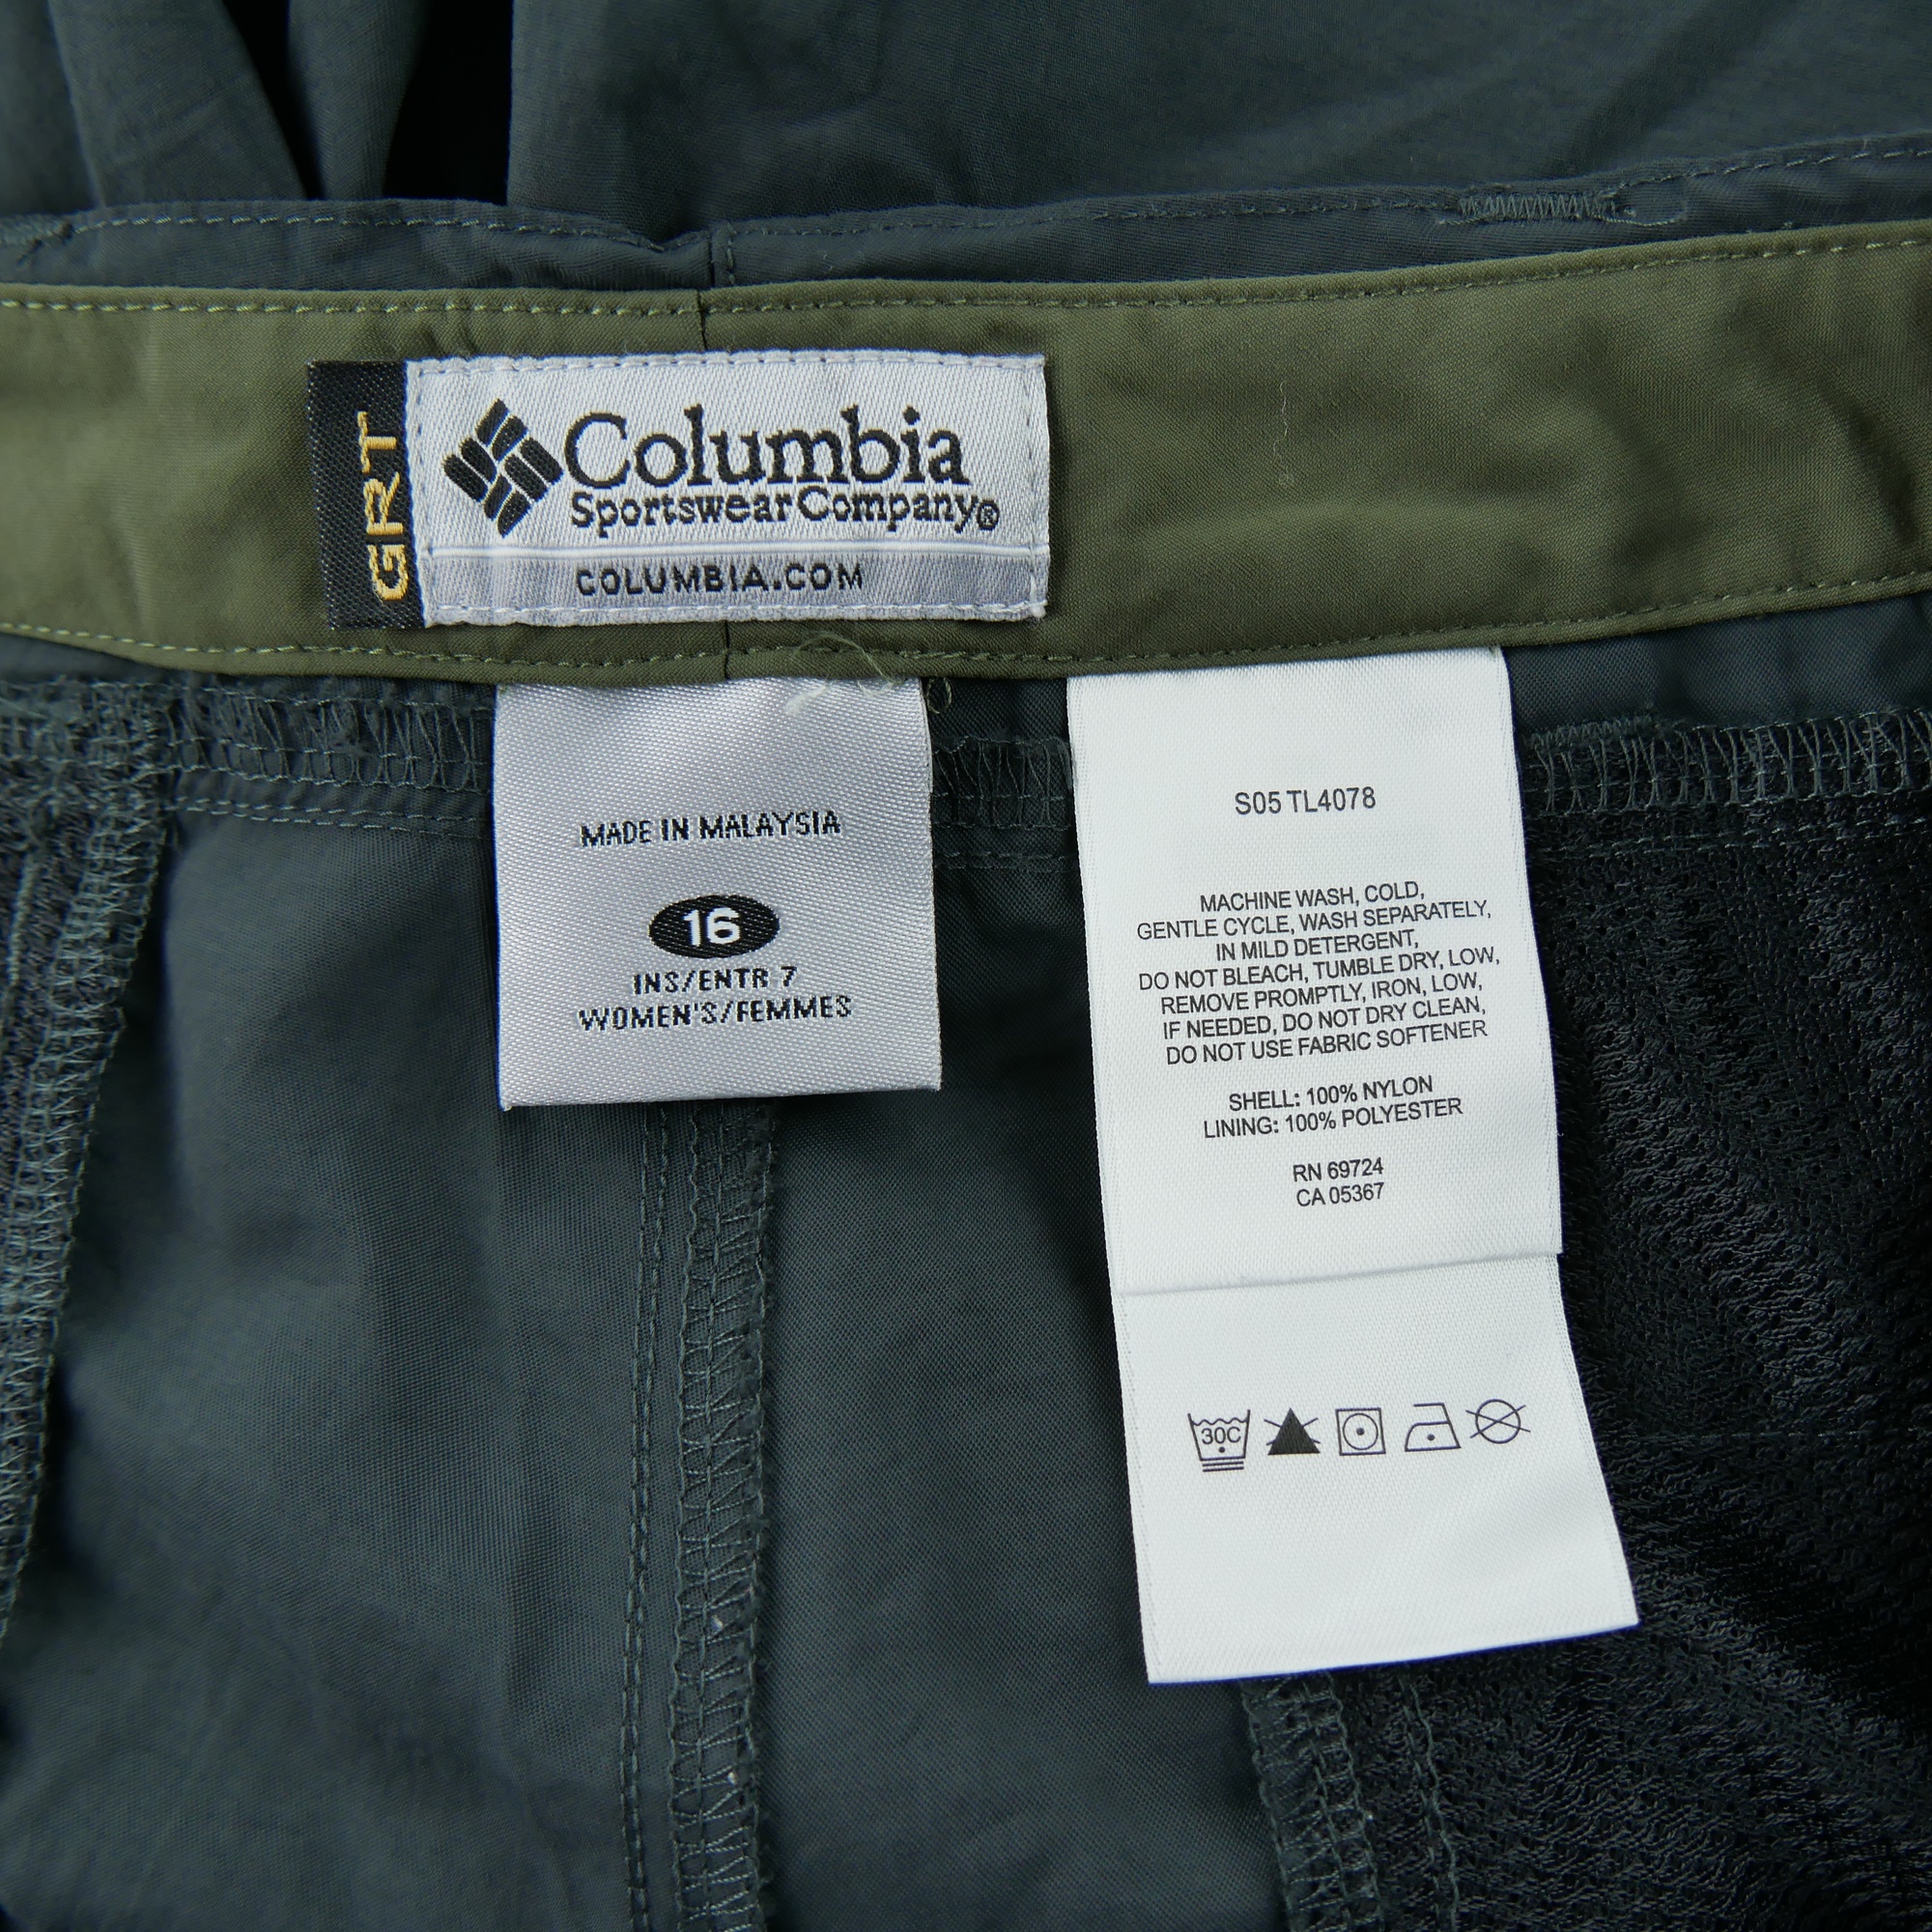 GRT
Columbia
Sportswear Company®
COLUMBIA.COM
MADE IN MALAYSIA
16
INS/ENTR 7
WOMEN'S/FEMMES
S05 TL4078
MACHINE WASH, COLD,
GENTLE CYCLE, WASH SEPARATELY,
IN MILD DETERGENT,
DO NOT BLEACH, TUMBLE DRY, LOW,
REMOVE PROMPTLY, IRON, LOW,
IF NEEDED, DO NOT DRY CLEAN,
DO NOT USE FABRIC SOFTENER
SHELL: 100% NYLON
LINING: 100% POLYESTER
RN 69724
CA 05367
30C